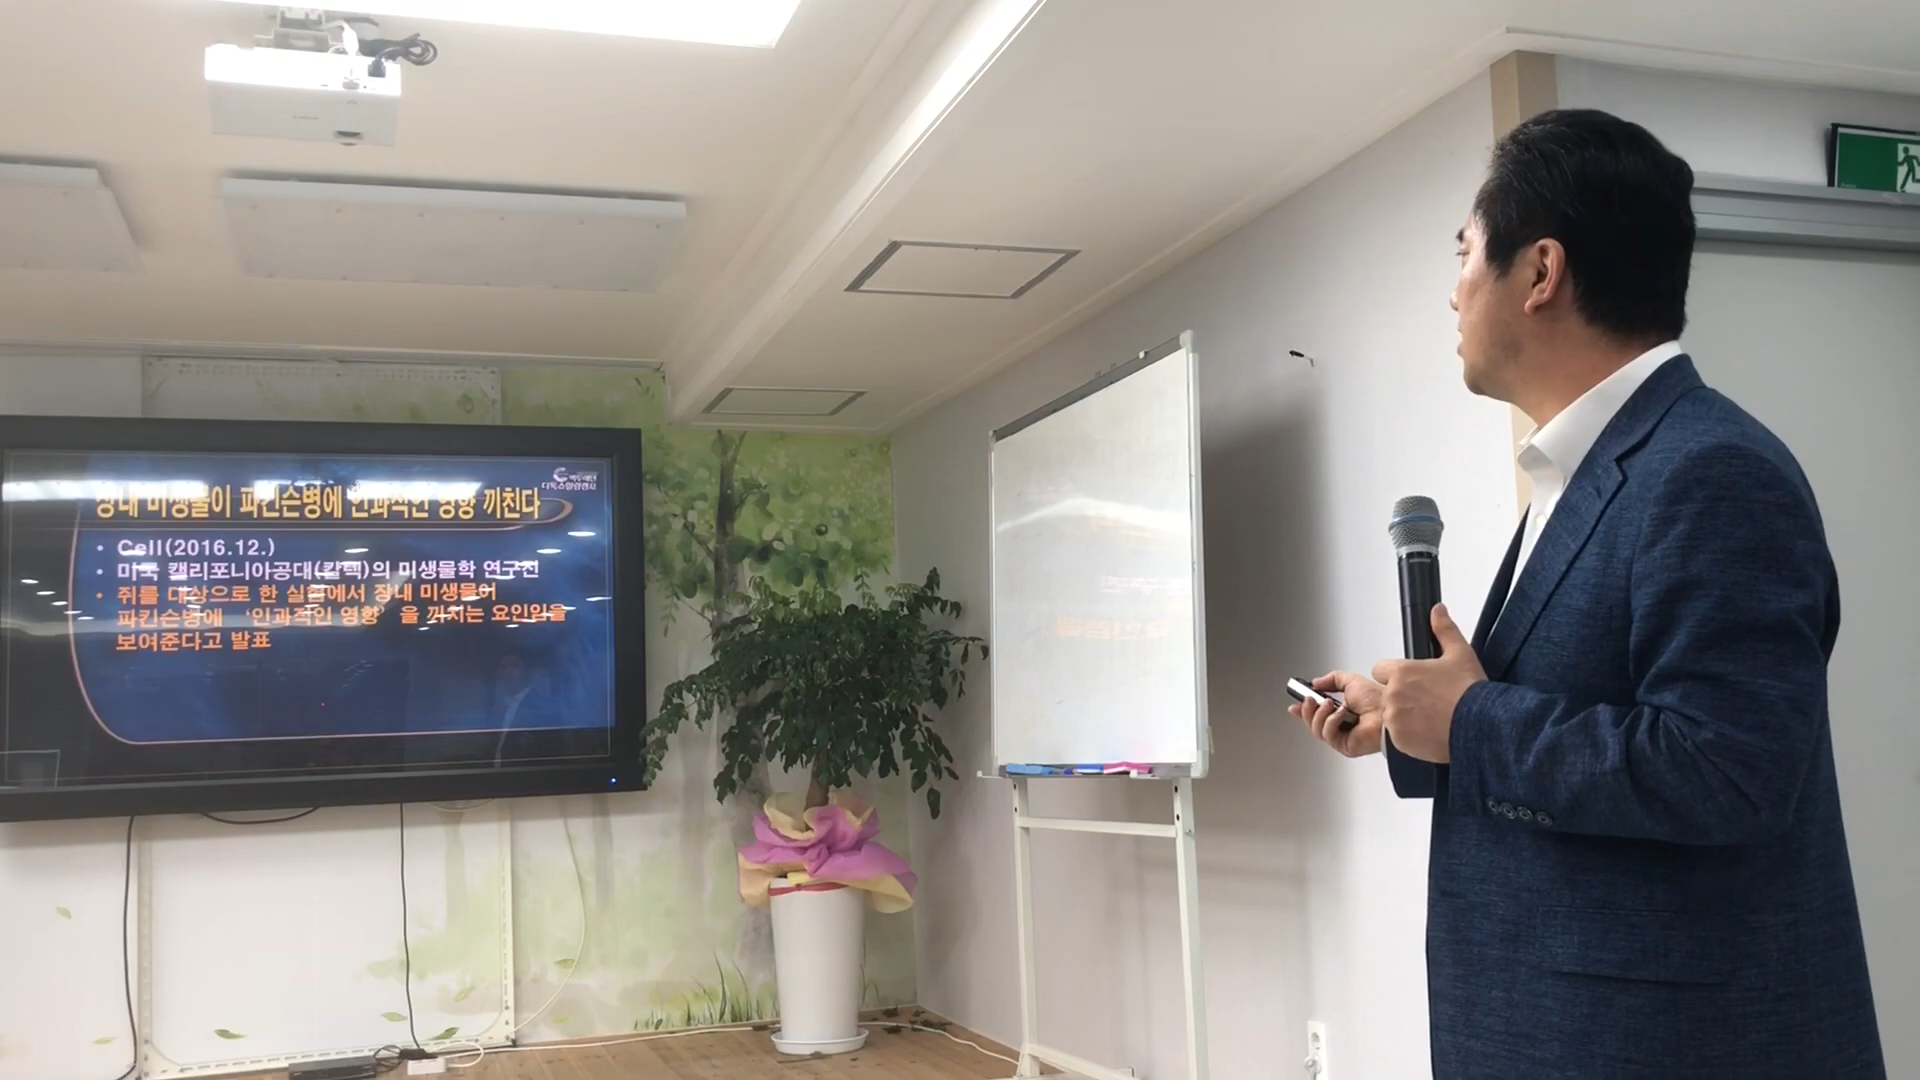 장내 미생물이 파킨슨병에 인과적인 영향 끼친다
• Cell(2016.12.)
• 미국 캘리포니아공대(칼텍)의 미생물학 연구진
• 쥐를 대상으로 한 실험에서 장내 미생물이
파킨슨병에 ‘인과적인 영향’을 끼치는 요인임을
보여준다고 발표